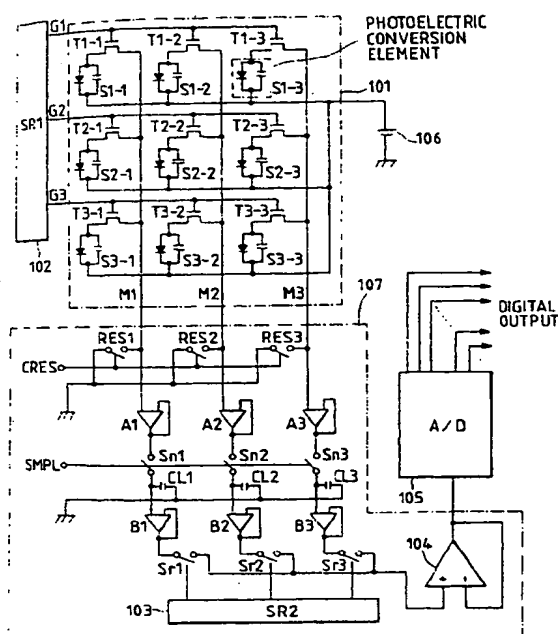 PHOTOELECTRIC
CONVERSION
ELEMENT
G1
T1-1
T1-2
T1-3
S1-1
S1-2
S1-3
101
G2
SR1
T2-1
T2-2
T2-3
106
S2-1
S2-2
S2-3
G3
T3-1
T3-2
T3-3
102
S3-1
S3-2
S3-3
M1
M2
M3
107
DIGITAL
OUTPUT
RES1
RES2
RES3
CRES
A1
A2
A3
A/D
Sn1
Sn2
Sn3
SMPL
CL1
CL2
CL3
105
B1
B2
B3
104
Sr1
Sr2
Sr3
103
SR2